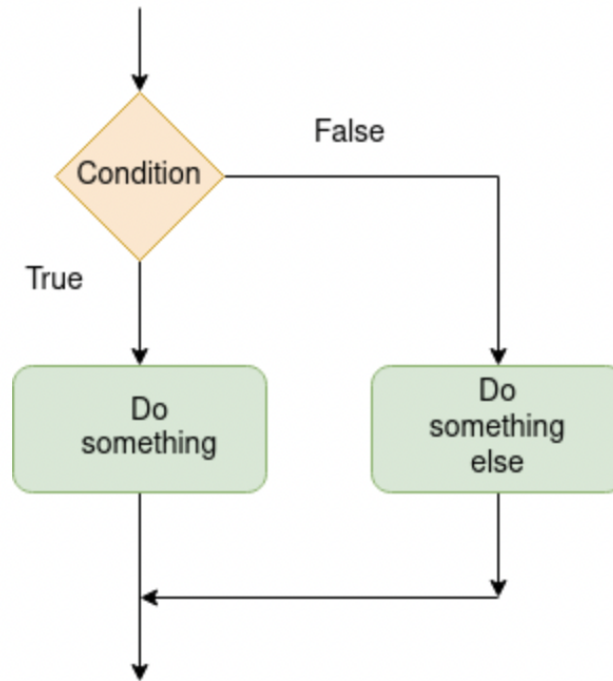 False
Condition
True
Do
something
Do
something
else